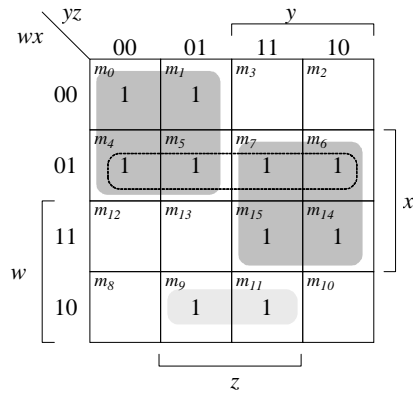 yz y
wx 00 01 11 10
m0 m1 m3 m2
00 1 1
m4 m5 m7 m6
01 1 1 1 1 x
m12 m13 m15 m14
w 11 1 1
m8 m9 m11 m10
10 1 1
z